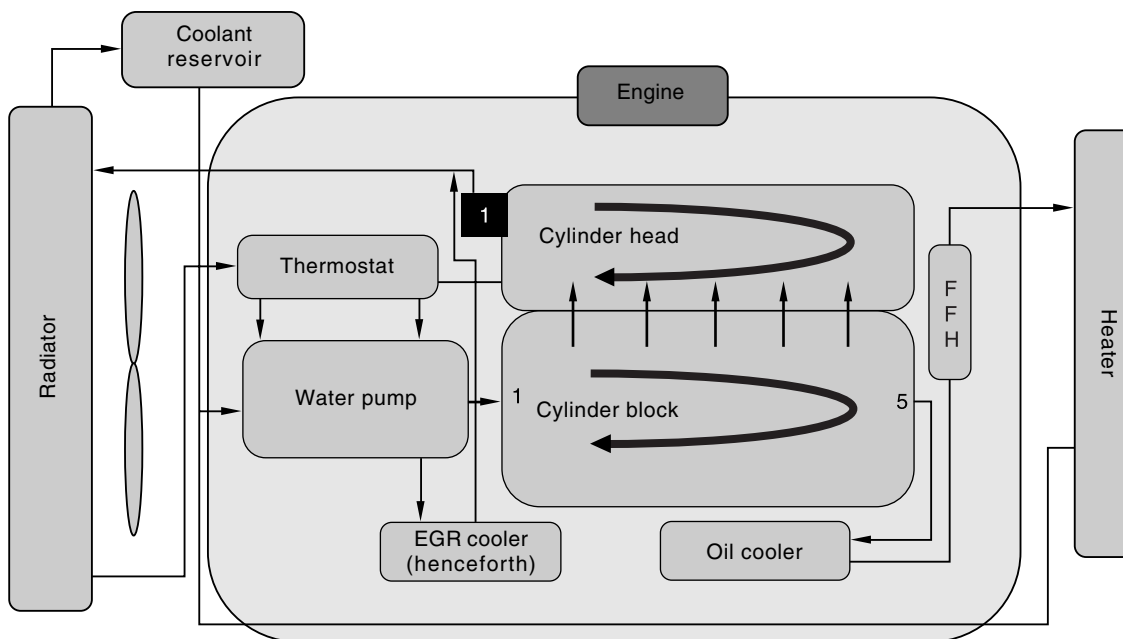 Coolant
reservoir
Engine
1
Cylinder head
Thermostat
F
F
H
Radiator
Heater
Water pump
1
Cylinder block
5
EGR cooler
(henceforth)
Oil cooler